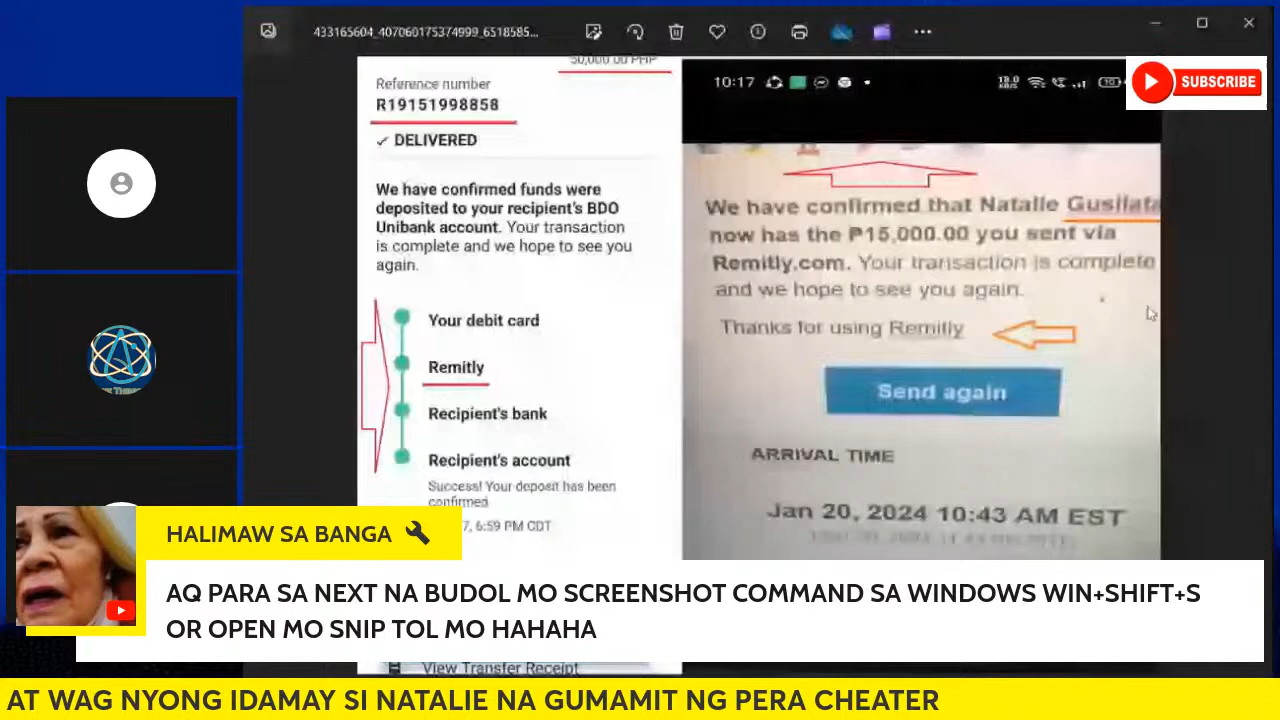 433165604_407060175374999_6518585...
50,000.00 PHP
Reference number
R19151998858
DELIVERED
We have confirmed funds were
deposited to your recipient's BDO
Unibank account. Your transaction
is complete and we hope to see you
again.
Your debit card
Remitly
Recipient's bank
Recipient's account
Success! Your deposit has been
confirmed
7, 6:59 PM CDT
View Transfer Receipt
10:17
We have confirmed that Natalie Gusilata
now has the ₱15,000.00 you sent via
Remitly.com. Your transaction is complete
and we hope to see you again.
Thanks for using Remitly
Send again
ARRIVAL TIME
Jan 20, 2024 10:43 AM EST
SUBSCRIBE
HALIMAW SA BANGA
AQ PARA SA NEXT NA BUDOL MO SCREENSHOT COMMAND SA WINDOWS WIN+SHIFT+S
OR OPEN MO SNIP TOL MO HAHAHA
AT WAG NYONG IDAMAY SI NATALIE NA GUMAMIT NG PERA CHEATER